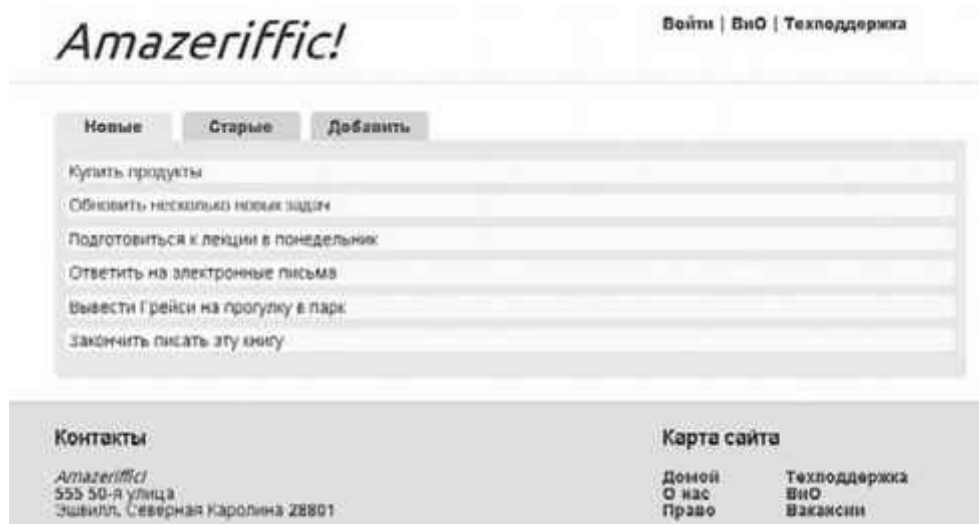 Amazeriffic!
Войти | ВиО | Техподдержка
Новые Старые Добавить
Купить продукты
Обновить несколько новых задач
Подготовиться к лекции в понедельник
Ответить на электронные письма
Вывести Грейси на прогулку в парк
Закончить писать эту книгу
Контакты
Amazeriffic!
555 50-я улица
Эшвилл, Северная Каролина 28801
Карта сайта
Домой Техподдержка
О нас ВиО
Право Вакансии